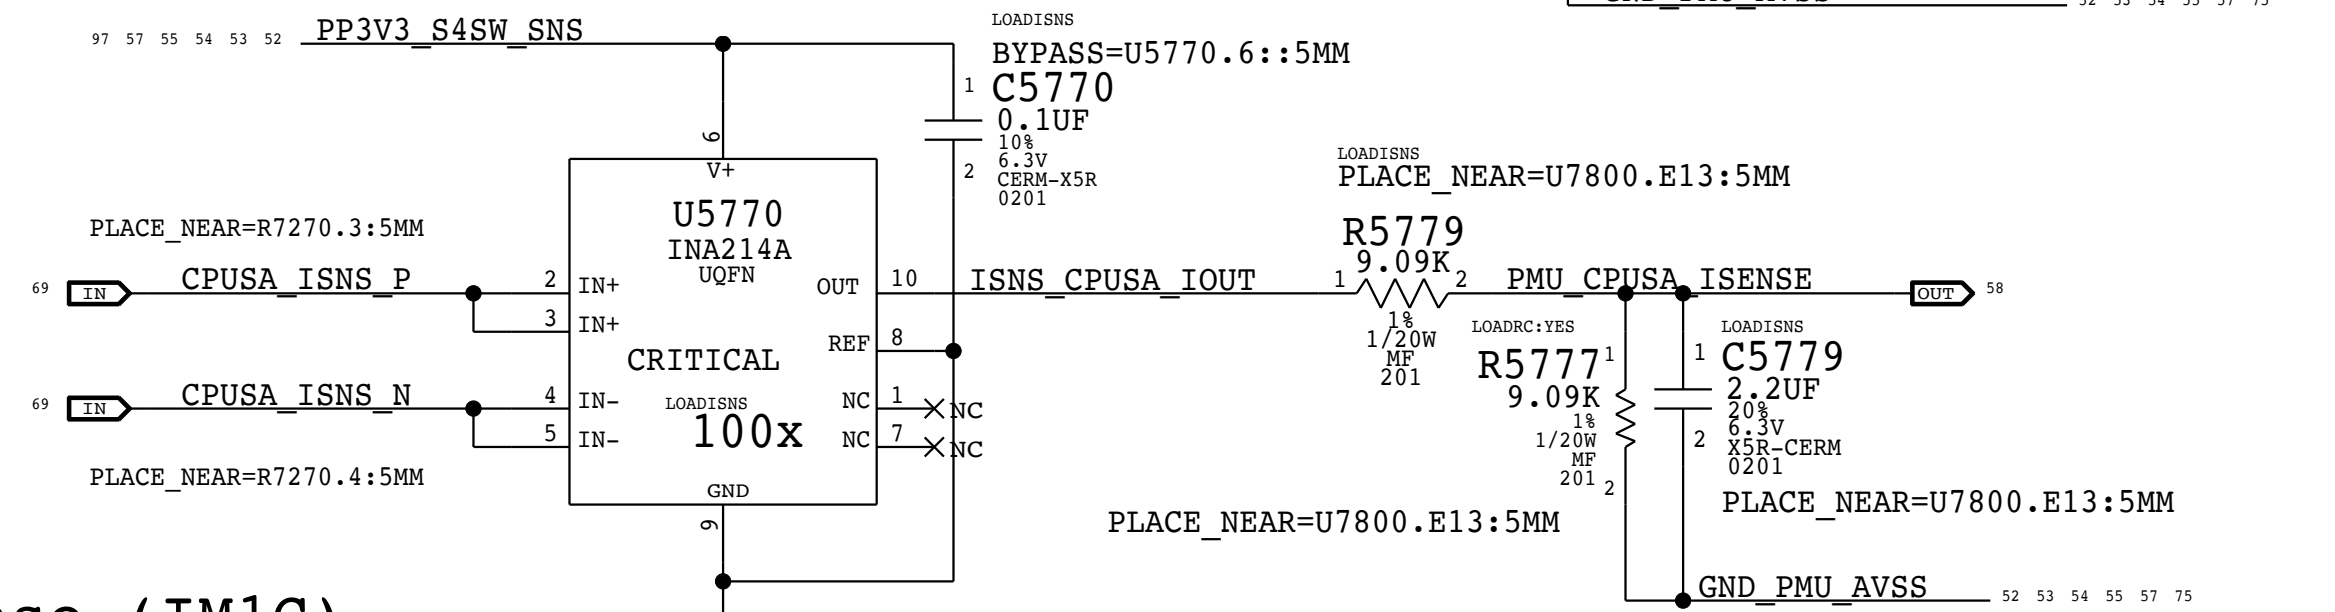 52 53 54 55 57 75
LOADISNS
97 57 55 54 53 52 PP3V3_S4SW_SNS
BYPASS=U5770.6::5MM
1 C5770
0.1UF
10%
6.3V
2 CERM-X5R
0201
6
V+
LOADISNS
PLACE_NEAR=U7800.E13:5MM
PLACE_NEAR=R7270.3:5MM
U5770
INA214A
UQFN
R5779
9.09K
69 IN CPUSA_ISNS_P 2 IN+ OUT 10 ISNS_CPUSA_IOUT 1 2 PMU_CPUSA_ISENSE OUT 58
3 IN+
1%
1/20W
MF
201
REF 8
CRITICAL
LOADRC:YES
R5777 1
9.09K
1%
1/20W
MF
201 2
LOADISNS
1 C5779
2.2UF
20%
6.3V
2 X5R-CERM
0201
69 IN CPUSA_ISNS_N 4 IN- LOADISNS NC 1 NC
5 IN- 100x NC 7 NC
PLACE_NEAR=R7270.4:5MM
GND
9
PLACE_NEAR=U7800.E13:5MM
PLACE_NEAR=U7800.E13:5MM
GND_PMU_AVSS 52 53 54 55 57 75